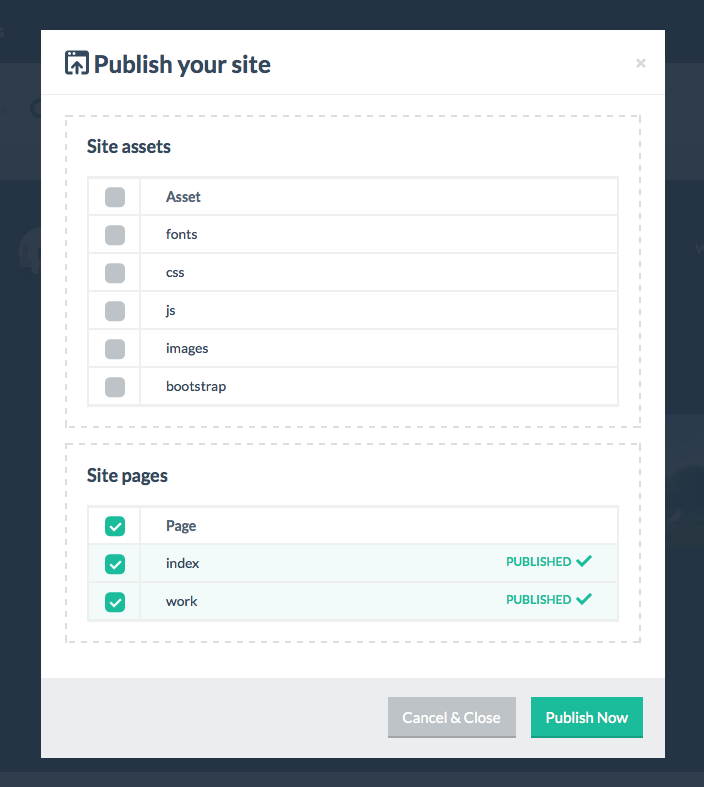 Publish your site
×
Site assets
Asset
fonts
css
js
images
bootstrap
Site pages
Page
index PUBLISHED
work PUBLISHED
Cancel & Close Publish Now